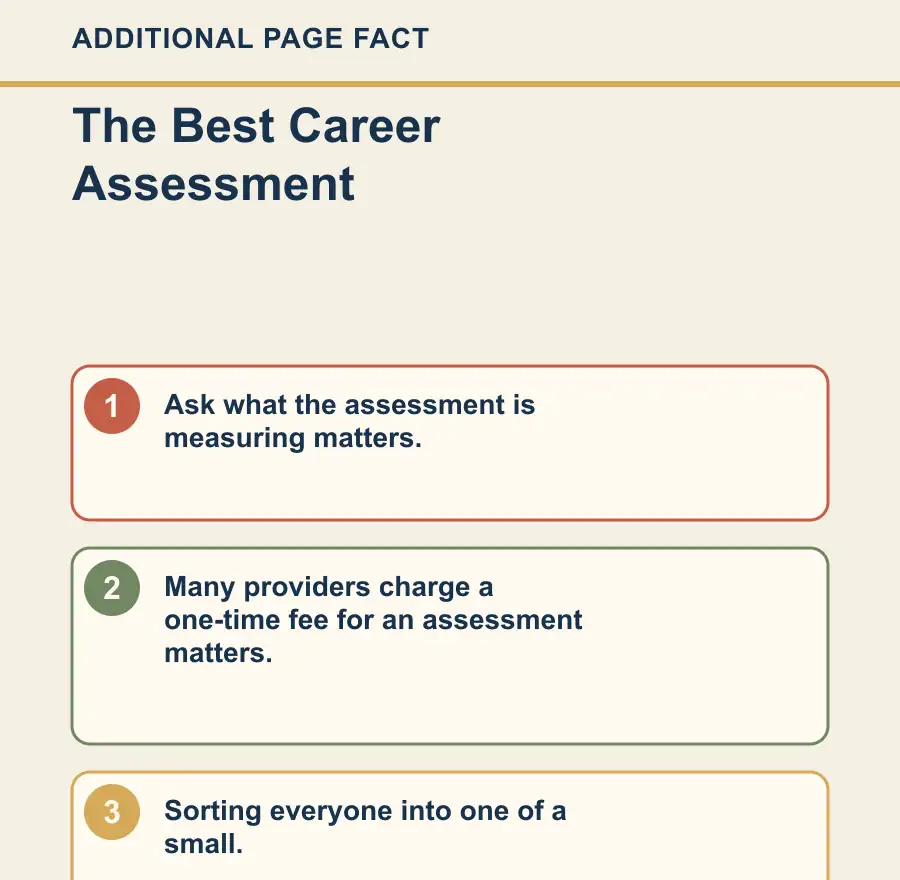 ADDITIONAL PAGE FACT
The Best Career
Assessment
1
Ask what the assessment is
measuring matters.
2
Many providers charge a
one-time fee for an assessment
matters.
3
Sorting everyone into one of a
small.